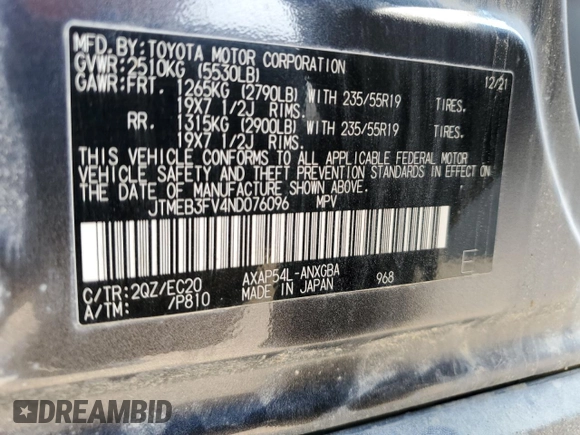 MFD.BY:TOYOTA MOTOR CORPORATION
GVWR:2510KG (5530LB) 12/21
GAWR:FRT. 1265KG (2790LB) WITH 235/55R19 TIRES.
19X7 1/2J RIMS.
RR. 1315KG (2900LB) WITH 235/55R19 TIRES.
19X7 1/2J RIMS.
THIS VEHICLE CONFORMS TO ALL APPLICABLE FEDERAL MOTOR
VEHICLE SAFETY AND THEFT PREVENTION STANDARDS IN EFFECT ON
THE DATE OF MANUFACTURE SHOWN ABOVE.
JTMEB3FV4ND076096 MPV
C/TR:2QZ/EC20 AXAP54L-ANXGBA 968 E
A/TM: /P810 MADE IN JAPAN
DREAMBID